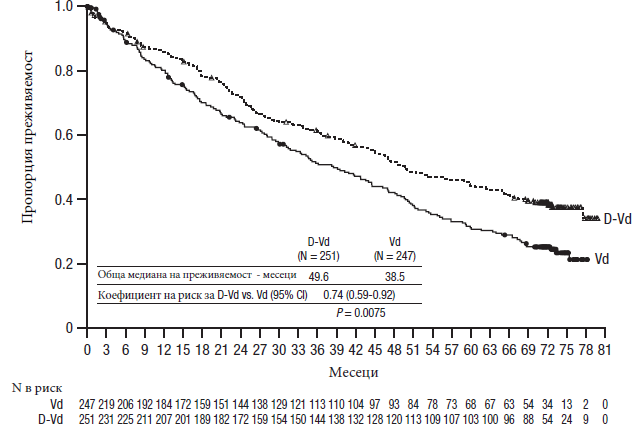 1.0
0.8
0.6
0.4
0.2
0
Пропорция преживяемост
D-Vd
Vd
D-Vd Vd
(N = 251) (N = 247)
Обща медиана на преживяемост - месеци 49.6 38.5
Коефициент на риск за D-Vd vs. Vd (95% CI) 0.74 (0.59-0.92)
P = 0.0075
0 3 6 9 12 15 18 21 24 27 30 33 36 39 42 45 48 51 54 57 60 63 66 69 72 75 78 81
Месеци
N в риск
Vd 247 219 206 192 184 172 159 151 144 138 129 121 113 110 104 97 93 84 78 73 68 67 63 54 34 13 2 0
D-Vd 251 231 225 211 207 201 189 182 172 159 154 150 144 138 132 128 120 113 109 107 103 100 96 88 54 24 9 0